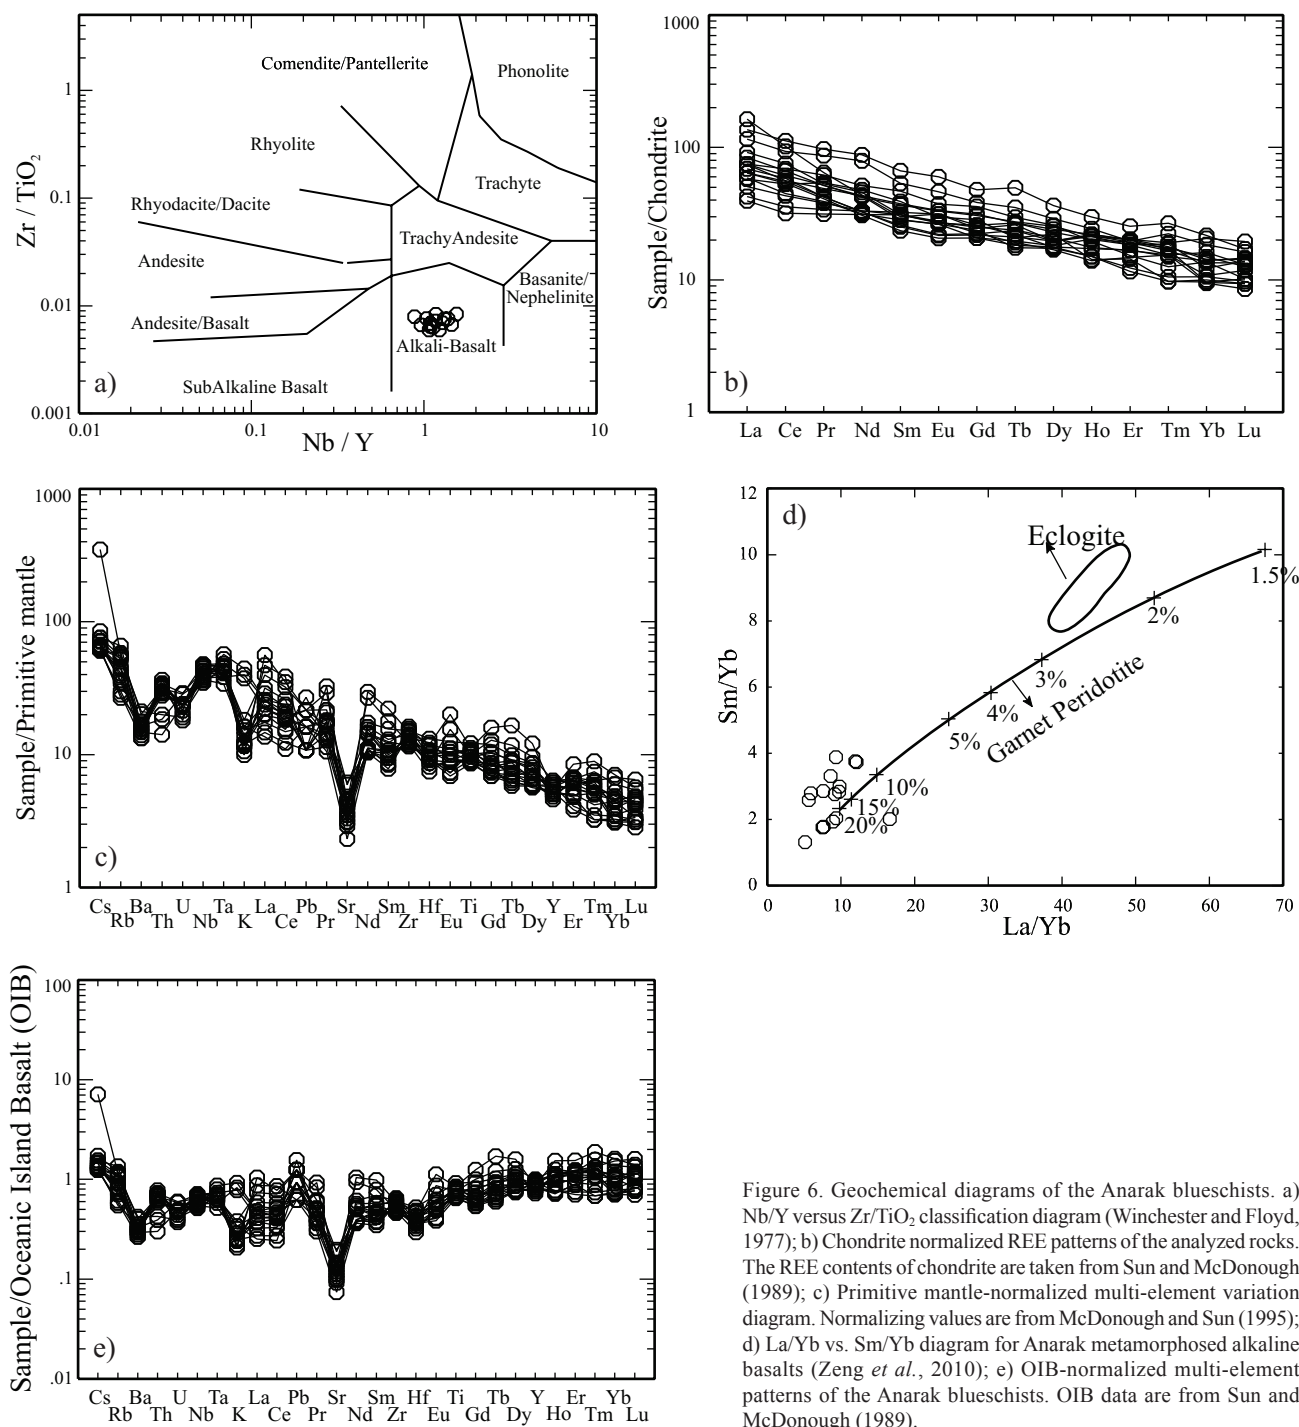 Zr / TiO2
1
0.1
0.01
0.001
Comendite/Pantellerite
Phonolite
Rhyolite
Trachyte
Rhyodacite/Dacite
TrachyAndesite
Andesite
Basanite/
Nephelinite
Andesite/Basalt
Alkali-Basalt
SubAlkaline Basalt
a)
0.01 0.1 1 10
Nb / Y
Sample/Chondrite
1000
100
10
1
b)
La Ce Pr Nd Sm Eu Gd Tb Dy Ho Er Tm Yb Lu
Sample/Primitive mantle
1000
100
10
1
c)
Cs Ba U Ta La Pb Sr Sm Hf Ti Tb Y Tm Lu
Rb Th Nb K Ce Pr Nd Zr Eu Gd Dy Er Yb
Sm/Yb
12
10
8
6
4
2
0
d)
Eclogite
1.5%
2%
3%
4%
5%
Garnet Peridotite
10%
15%
20%
0 10 20 30 40 50 60 70
La/Yb
Sample/Oceanic Island Basalt (OIB)
100
10
1
.1
.01
e)
Cs Ba U Ta La Pb Sr Sm Hf Ti Tb Y Er Yb
Rb Th Nb K Ce Pr Nd Zr Eu Gd Dy Ho Tm Lu
Figure 6. Geochemical diagrams of the Anarak blueschists. a)
Nb/Y versus Zr/TiO2 classification diagram (Winchester and Floyd,
1977); b) Chondrite normalized REE patterns of the analyzed rocks.
The REE contents of chondrite are taken from Sun and McDonough
(1989); c) Primitive mantle-normalized multi-element variation
diagram. Normalizing values are from McDonough and Sun (1995);
d) La/Yb vs. Sm/Yb diagram for Anarak metamorphosed alkaline
basalts (Zeng et al., 2010); e) OIB-normalized multi-element
patterns of the Anarak blueschists. OIB data are from Sun and
McDonough (1989).